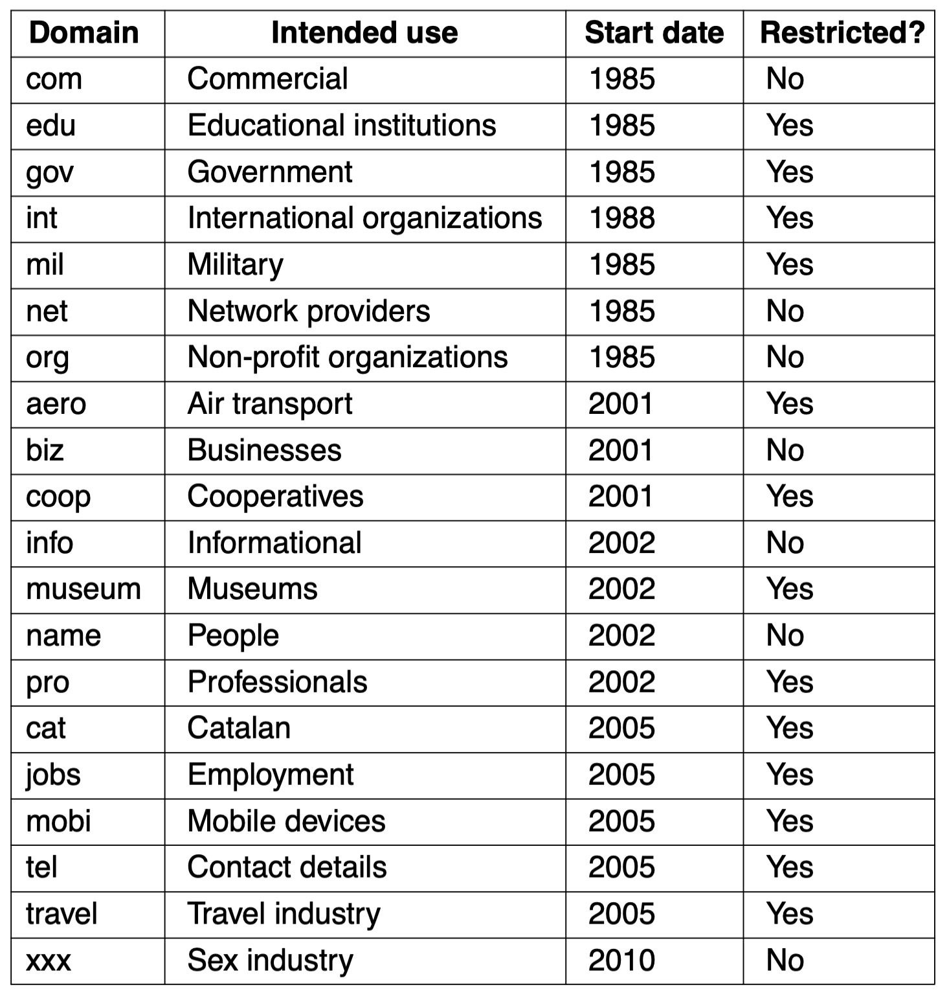 Domain Intended use Start date Restricted?
com Commercial 1985 No
edu Educational institutions 1985 Yes
gov Government 1985 Yes
int International organizations 1988 Yes
mil Military 1985 Yes
net Network providers 1985 No
org Non-profit organizations 1985 No
aero Air transport 2001 Yes
biz Businesses 2001 No
coop Cooperatives 2001 Yes
info Informational 2002 No
museum Museums 2002 Yes
name People 2002 No
pro Professionals 2002 Yes
cat Catalan 2005 Yes
jobs Employment 2005 Yes
mobi Mobile devices 2005 Yes
tel Contact details 2005 Yes
travel Travel industry 2005 Yes
xxx Sex industry 2010 No